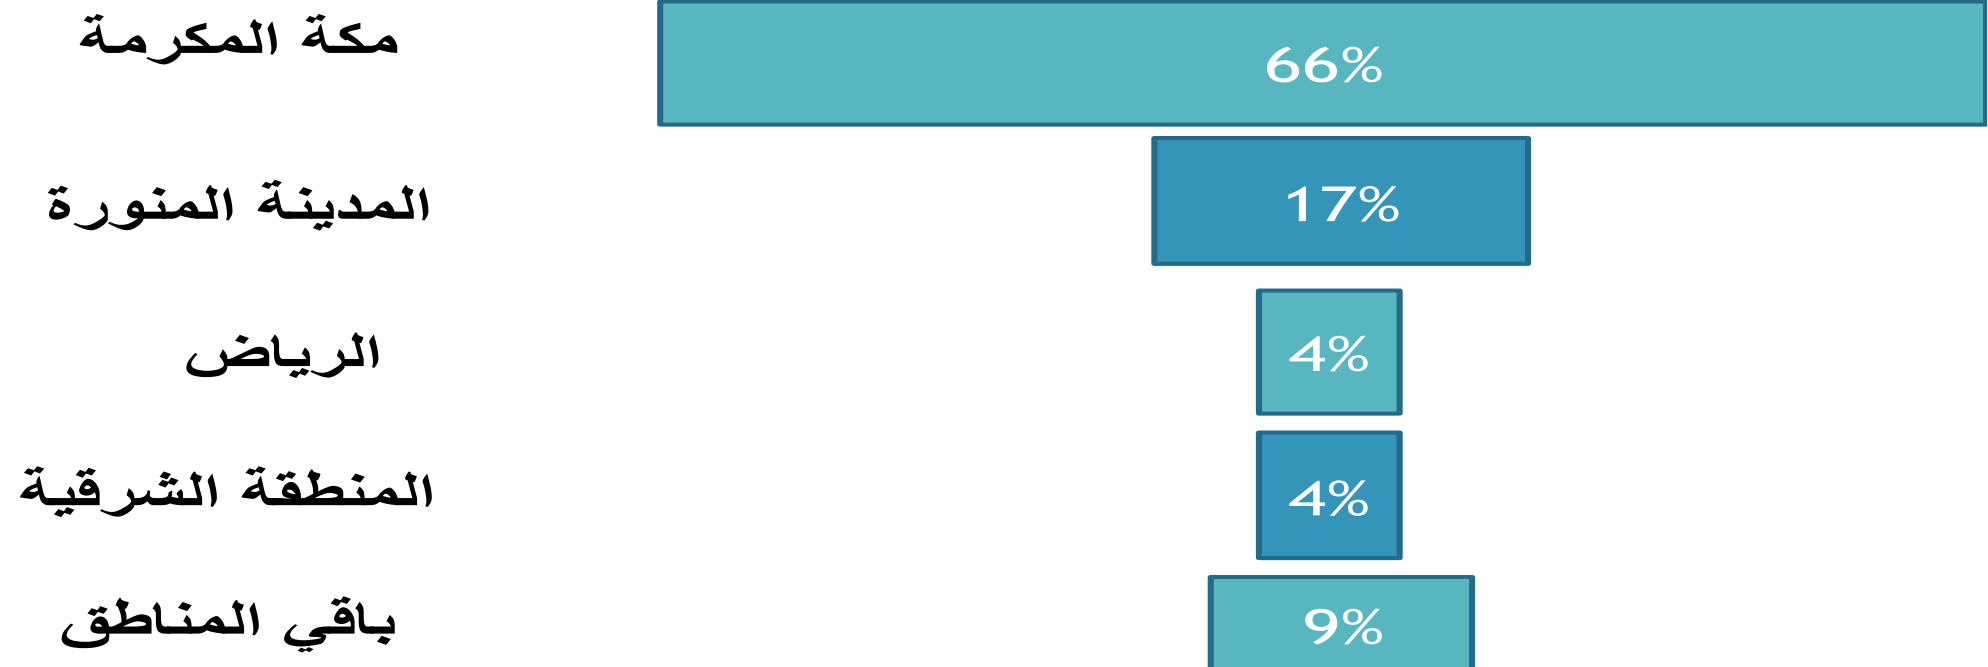 مكة المكرمة
66%
المدينة المنورة
17%
الرياض
4%
المنطقة الشرقية
4%
باقي المناطق
9%